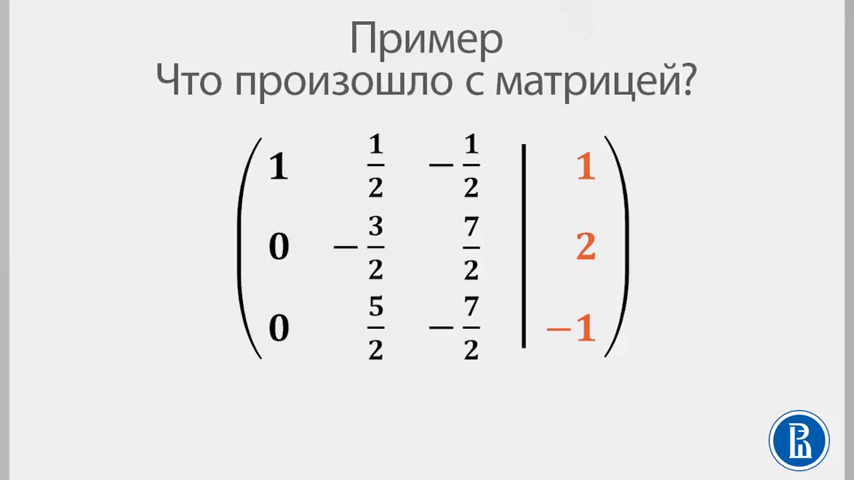 Пример
Что произошло с матрицей?
1 1/2 −1/2 | 1
0 −3/2 7/2 | 2
0 5/2 −7/2 | −1